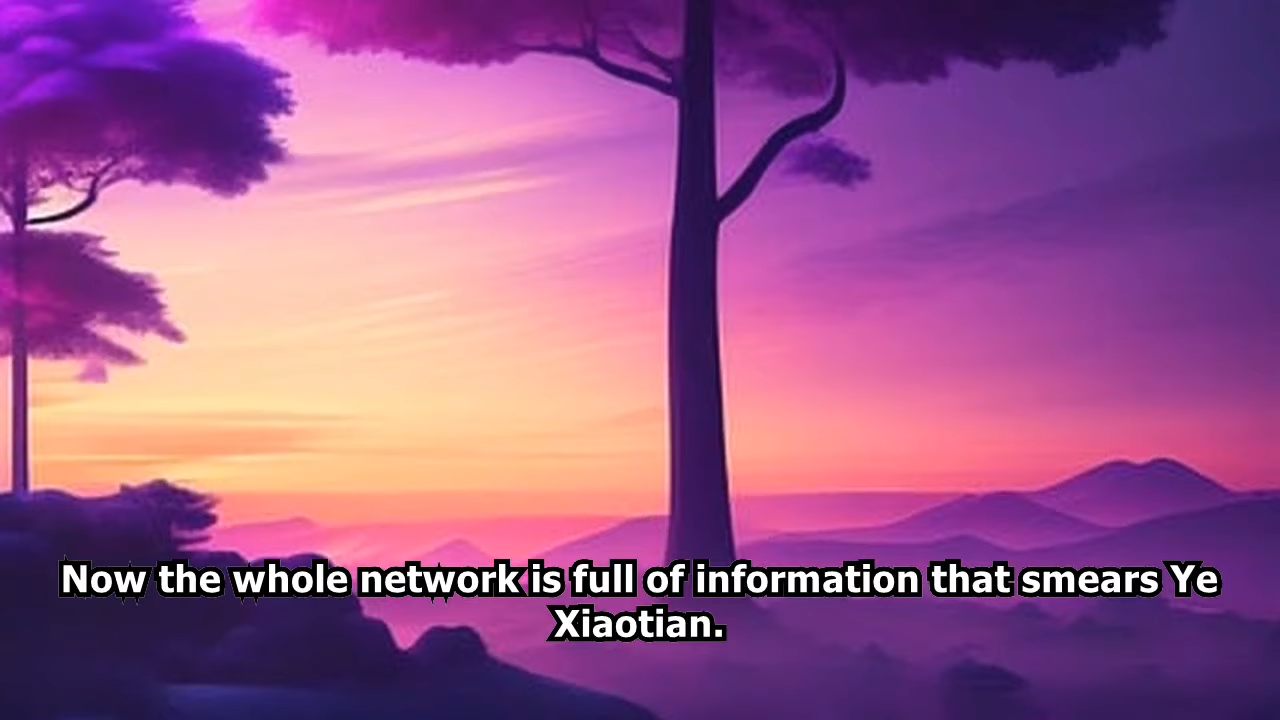 Now the whole network is full of information that smears Ye
Xiaotian.